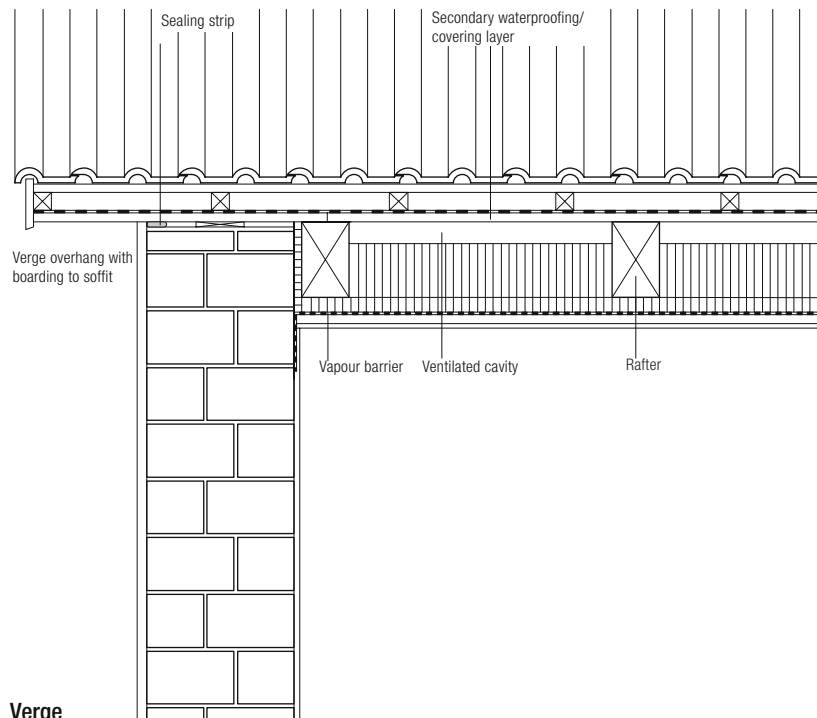 Sealing strip
Secondary waterproofing/
covering layer
Verge overhang with
boarding to soffit
Vapour barrier
Ventilated cavity
Rafter
Verge